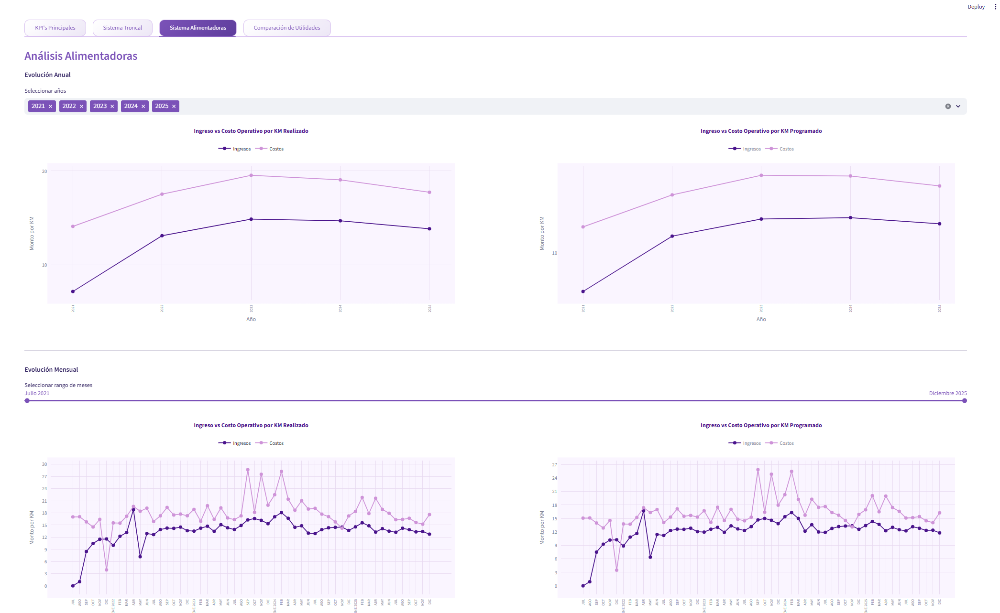 Deploy
KPI's Principales
Sistema Troncal
Sistema Alimentadoras
Comparación de Utilidades
Análisis Alimentadoras
Evolución Anual
Seleccionar años
2021 × 2022 × 2023 × 2024 × 2025 ×
Ingreso vs Costo Operativo por KM Realizado
Ingresos Costos
Monto por KM
20
10
2021 2022 2023 2024 2025
Año
Ingreso vs Costo Operativo por KM Programado
Ingresos Costos
Monto por KM
10
2021 2022 2023 2024 2025
Año
Evolución Mensual
Seleccionar rango de meses
Julio 2021
Diciembre 2025
Ingreso vs Costo Operativo por KM Realizado
Ingresos Costos
Monto por KM
30
27
24
21
18
15
12
9
6
3
0
JUL AGO SEP OCT NOV DIC ENE 2022 FEB MAR ABR MAY JUN JUL AGO SEP OCT NOV DIC ENE 2023 FEB MAR ABR MAY JUN JUL AGO SEP OCT NOV DIC ENE 2024 FEB MAR ABR MAY JUN JUL AGO SEP OCT NOV DIC ENE 2025 FEB MAR ABR MAY JUN JUL AGO SEP OCT NOV DIC
Ingreso vs Costo Operativo por KM Programado
Ingresos Costos
Monto por KM
27
24
21
18
15
12
9
6
3
0
JUL AGO SEP OCT NOV DIC ENE 2022 FEB MAR ABR MAY JUN JUL AGO SEP OCT NOV DIC ENE 2023 FEB MAR ABR MAY JUN JUL AGO SEP OCT NOV DIC ENE 2024 FEB MAR ABR MAY JUN JUL AGO SEP OCT NOV DIC ENE 2025 FEB MAR ABR MAY JUN JUL AGO SEP OCT NOV DIC